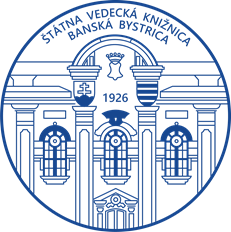 ŠTÁTNA VEDECKÁ KNIŽNICA
BANSKÁ BYSTRICA
1926